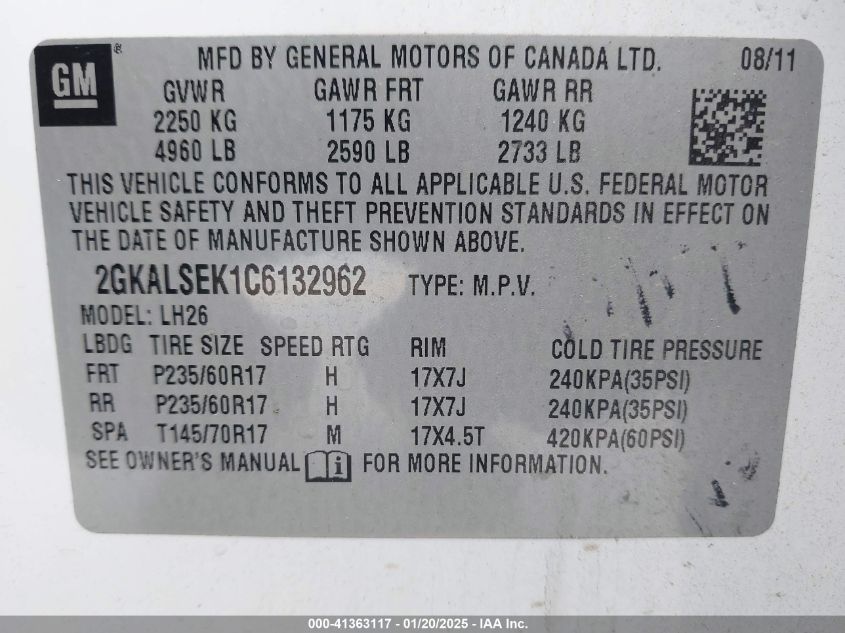 GM ® MFD BY GENERAL MOTORS OF CANADA LTD. 08/11
GVWR GAWR FRT GAWR RR
2250 KG 1175 KG 1240 KG
4960 LB 2590 LB 2733 LB
THIS VEHICLE CONFORMS TO ALL APPLICABLE U.S. FEDERAL MOTOR
VEHICLE SAFETY AND THEFT PREVENTION STANDARDS IN EFFECT ON
THE DATE OF MANUFACTURE SHOWN ABOVE.
2GKALSEK1C6132962 TYPE: M.P.V.
MODEL: LH26
LBDG TIRE SIZE SPEED RTG RIM COLD TIRE PRESSURE
FRT P235/60R17 H 17X7J 240KPA(35PSI)
RR P235/60R17 H 17X7J 240KPA(35PSI)
SPA T145/70R17 M 17X4.5T 420KPA(60PSI)
SEE OWNER'S MANUAL i FOR MORE INFORMATION.
000-41363117 - 01/20/2025 - IAA Inc.